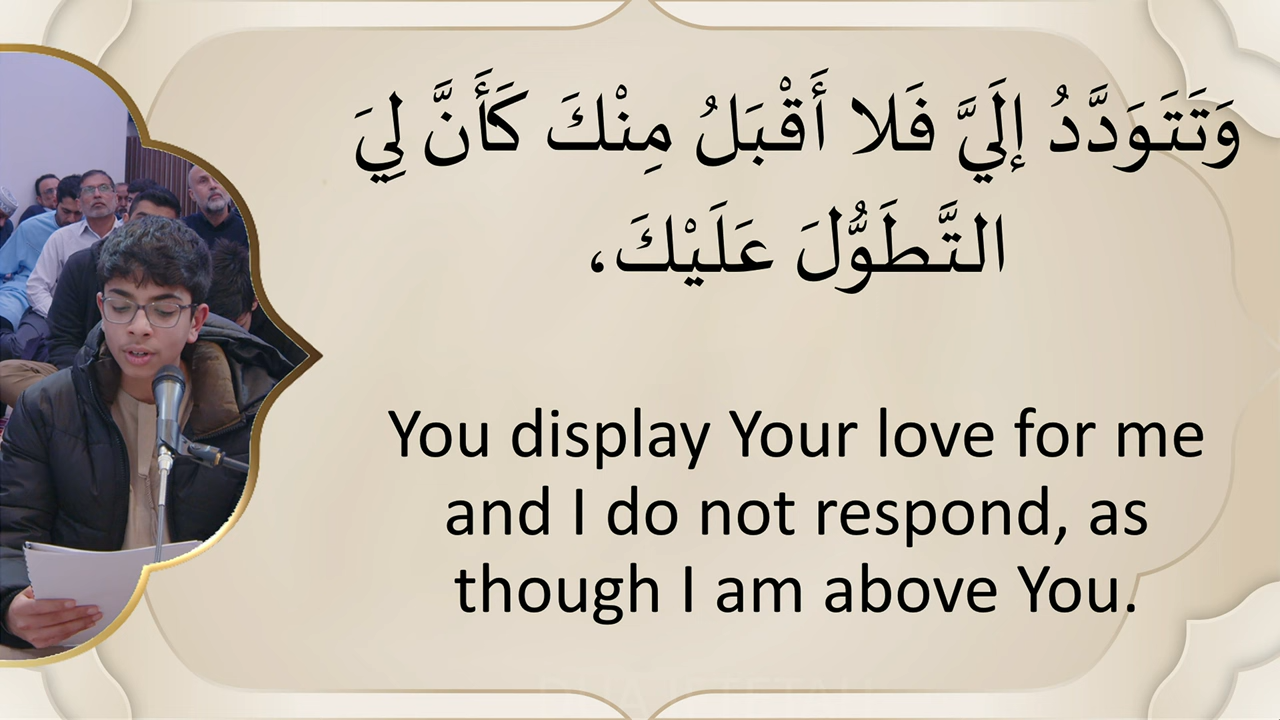 وَتَتَوَدَّدُ إِلَيَّ فَلا أَقْبَلُ مِنْكَ كَأَنَّ لِيَ
التَّطَوُّلَ عَلَيْكَ،
You display Your love for me
and I do not respond, as
though I am above You.